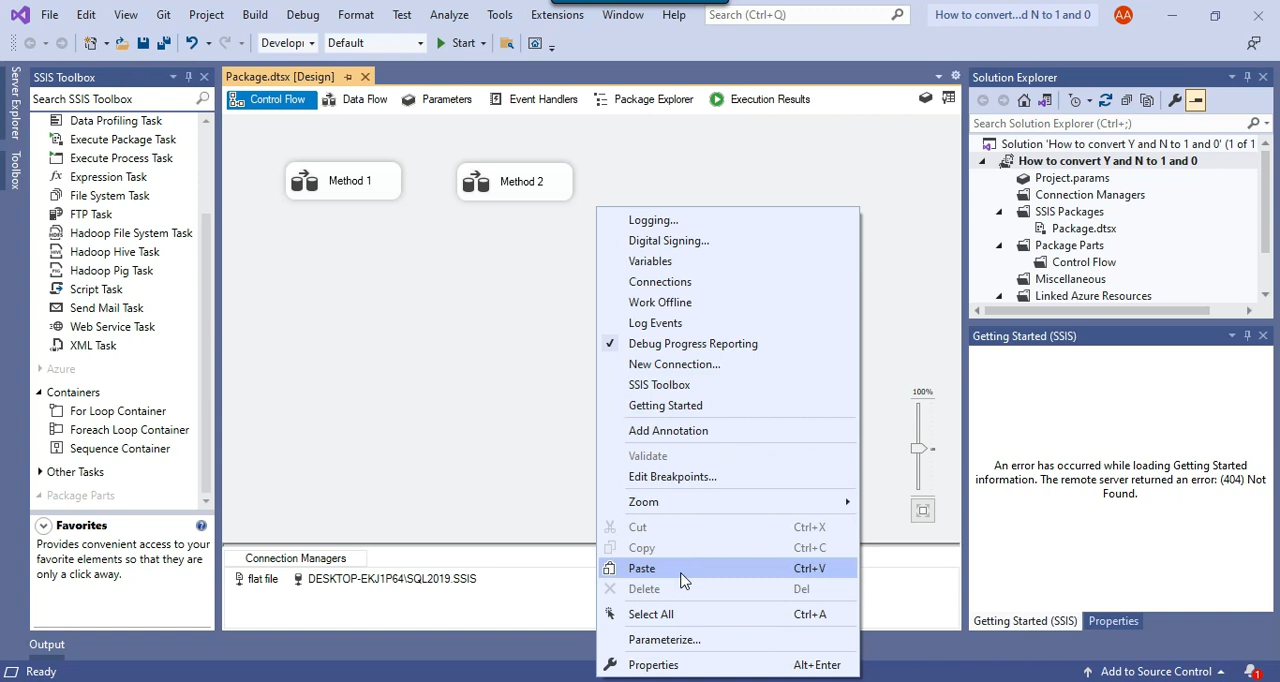 File Edit View Git Project Build Debug Format Test Analyze Tools Extensions Window Help Search (Ctrl+Q) How to convert...d N to 1 and 0 AA
Developi Default Start
Server Explorer
Toolbox
SSIS Toolbox
Search SSIS Toolbox
Data Profiling Task
Execute Package Task
Execute Process Task
Expression Task
File System Task
FTP Task
Hadoop File System Task
Hadoop Hive Task
Hadoop Pig Task
Script Task
Send Mail Task
Web Service Task
XML Task
Azure
Containers
For Loop Container
Foreach Loop Container
Sequence Container
Other Tasks
Package Parts
Favorites
Provides convenient access to your
favorite elements so that they are
only a click away.
Package.dtsx [Design]
Control Flow Data Flow Parameters Event Handlers Package Explorer Execution Results
Method 1 Method 2
Logging...
Digital Signing...
Variables
Connections
Work Offline
Log Events
Debug Progress Reporting
New Connection...
SSIS Toolbox
Getting Started
Add Annotation
Validate
Edit Breakpoints...
Zoom
Cut Ctrl+X
Copy Ctrl+C
Paste Ctrl+V
Delete Del
Select All Ctrl+A
Parameterize...
Properties Alt+Enter
100%
Connection Managers
flat file DESKTOP-EKJ1P64\SQL2019.SSIS
Solution Explorer
Search Solution Explorer (Ctrl+;)
Solution 'How to convert Y and N to 1 and 0' (1 of 1
How to convert Y and N to 1 and 0
Project.params
Connection Managers
SSIS Packages
Package.dtsx
Package Parts
Control Flow
Miscellaneous
Linked Azure Resources
Getting Started (SSIS)
An error has occurred while loading Getting Started
information. The remote server returned an error: (404) Not
Found.
Getting Started (SSIS) Properties
Output
Ready Add to Source Control 1